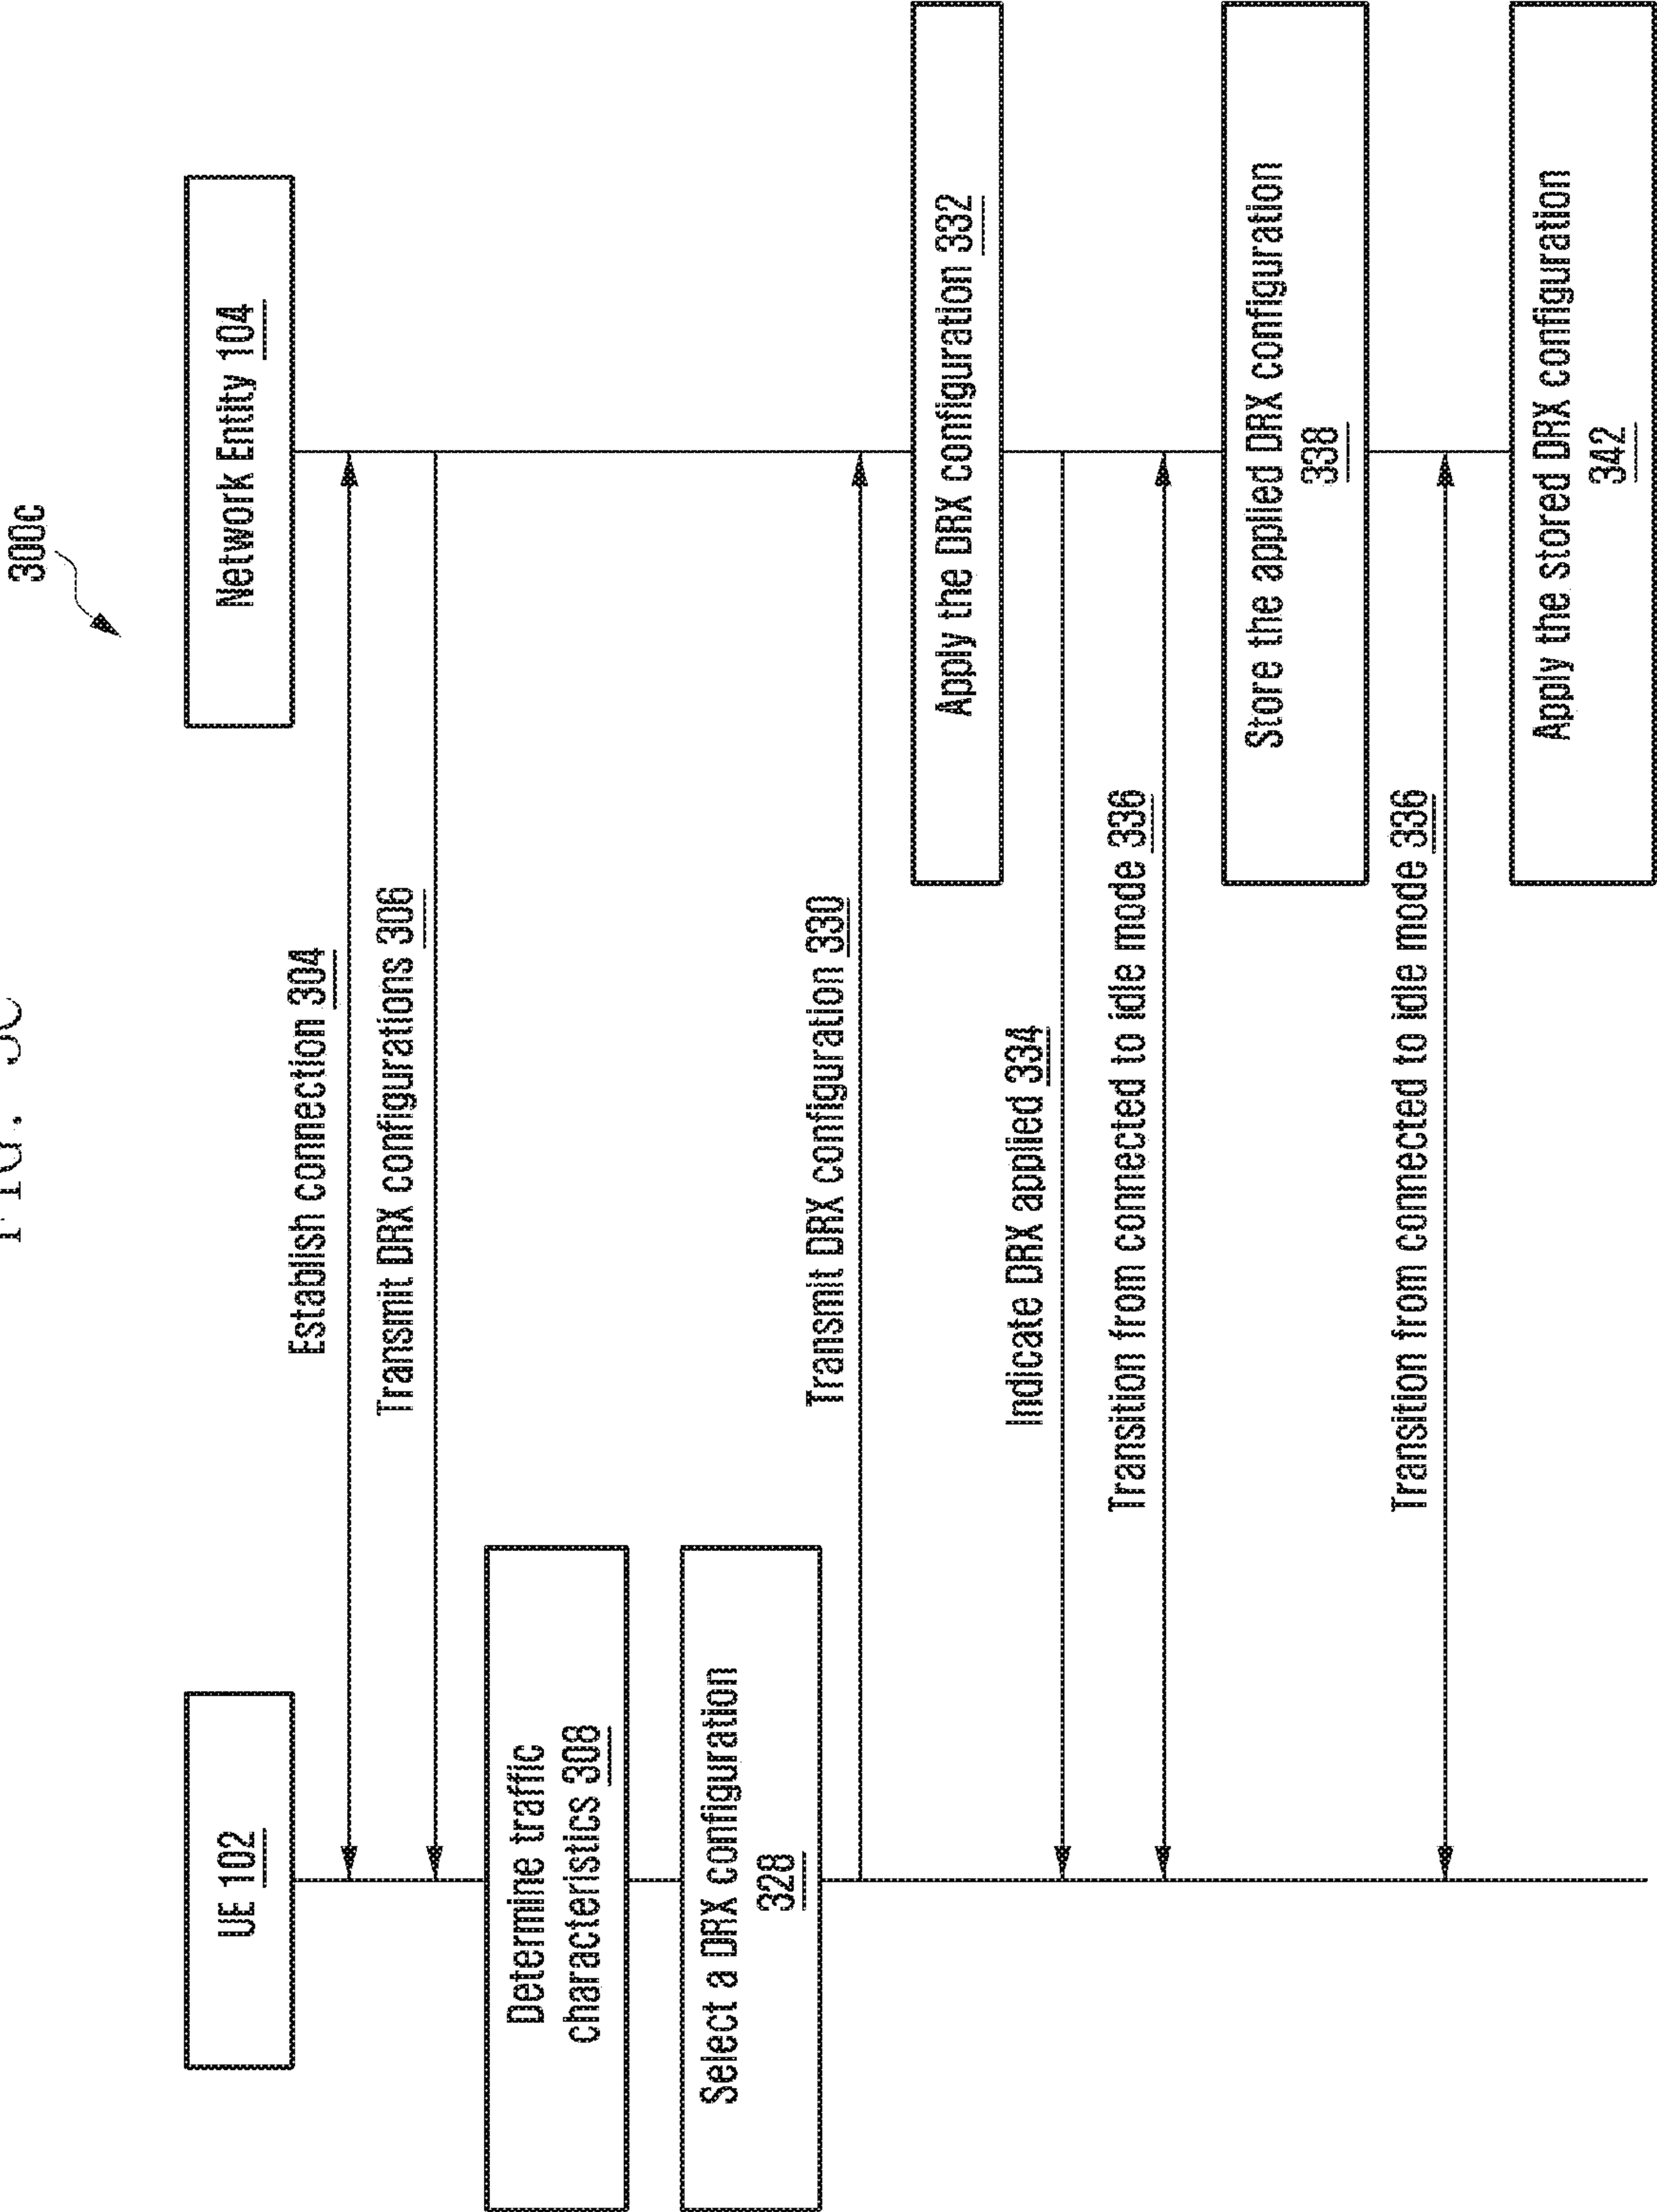 300c
UE 102
Network Entity 104
Establish connection 304
Transmit DRX configurations 306
Determine traffic
characteristics 308
Select a DRX configuration
328
Transmit DRX configuration 330
Apply the DRX configuration 332
Indicate DRX applied 334
Transition from connected to idle mode 336
Store the applied DRX configuration
338
Transition from connected to idle mode 336
Apply the stored DRX configuration
342